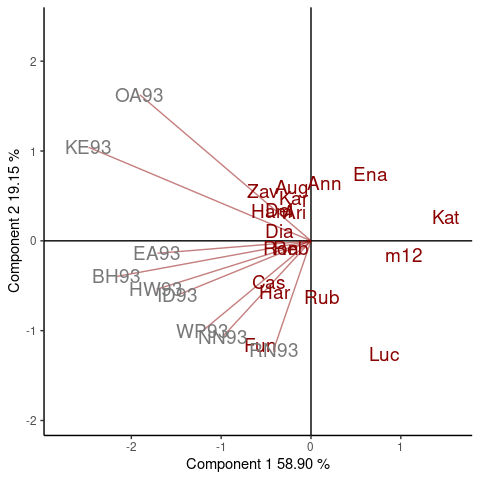 2
OA93
KE93
1
Ena
Ann
Aug
Zav
Kar
Ham
Del
Ari
Kat
Dia
0
m12
EA93
BH93
HW93
ID93
Cas
Har
Rub
-1
WP93
NN93
Fun
RN93
Luc
-2
-2 -1 0 1
Component 1 58.90 %
Component 2 19.15 %